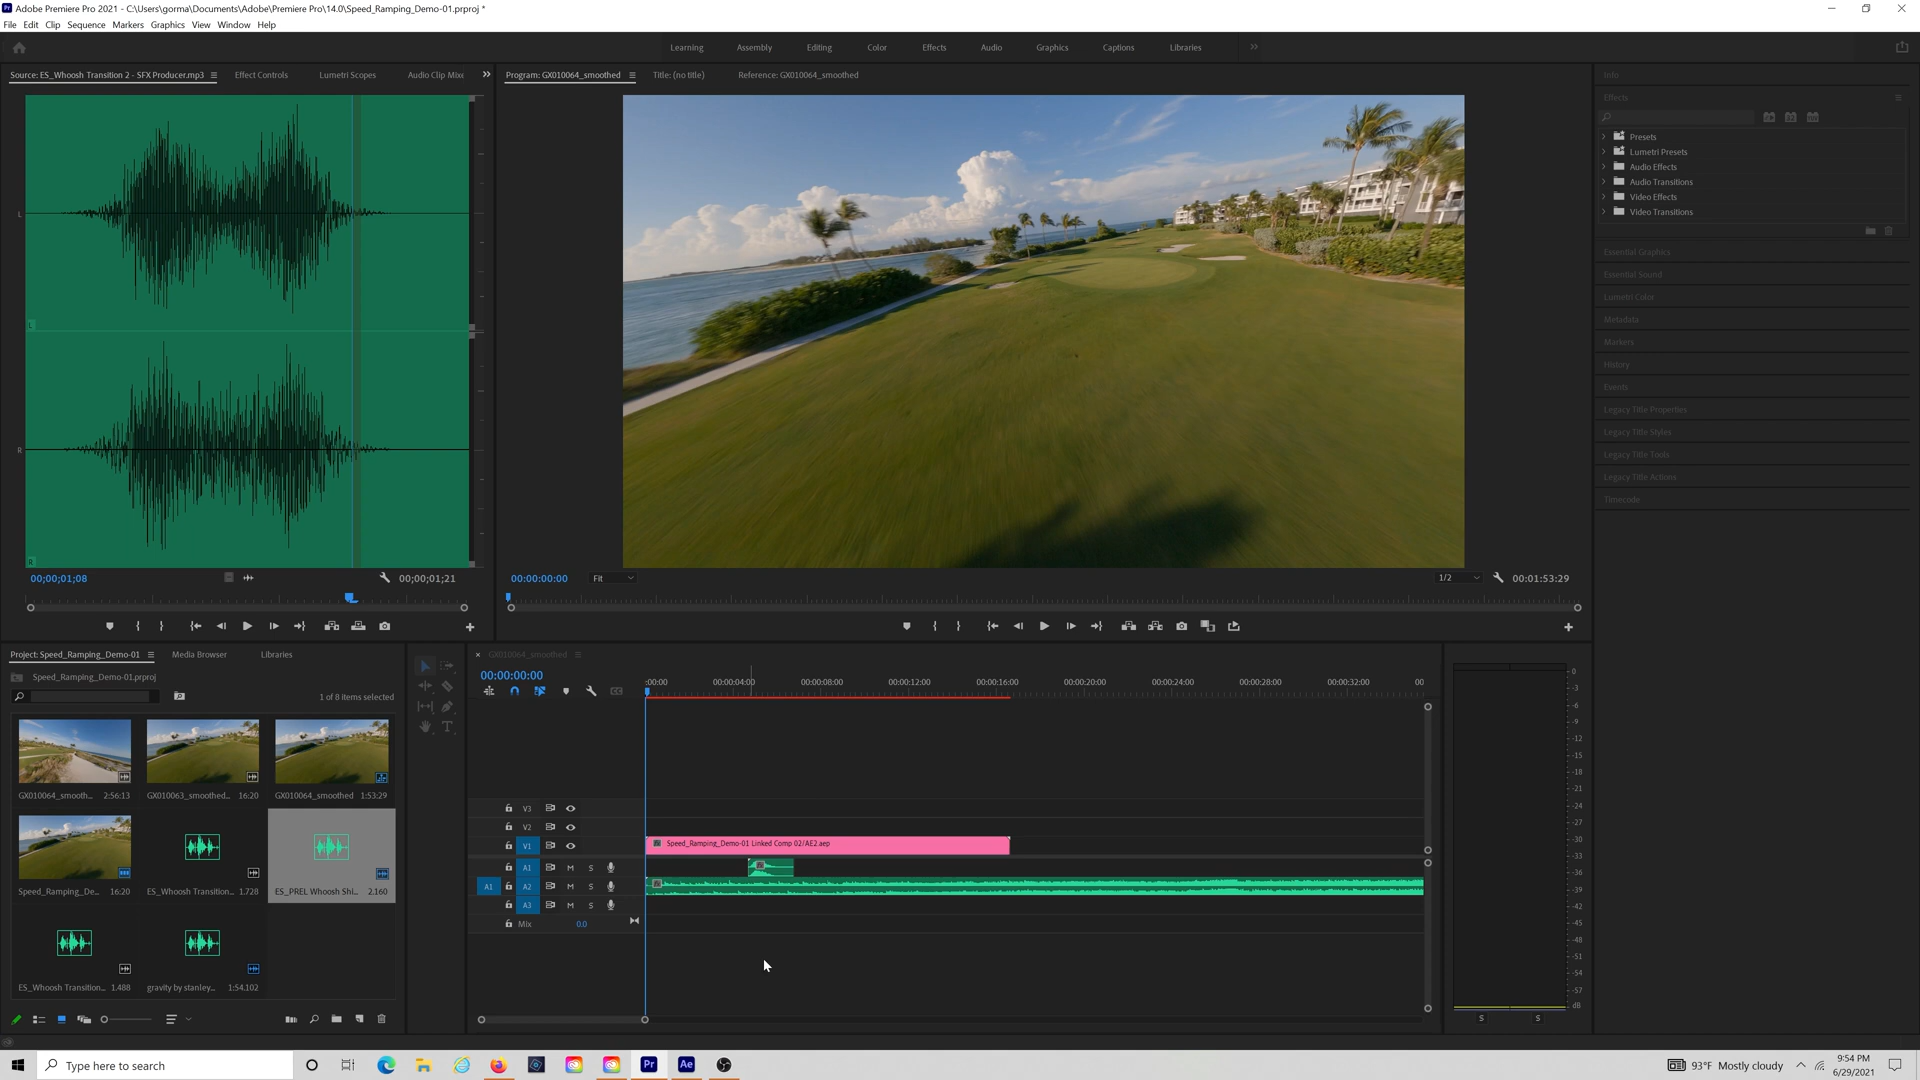 Adobe Premiere Pro 2021 - C:\Users\gorma\Documents\Adobe\Premiere Pro\14.0\Speed_Ramping_Demo-01.prproj *
File Edit Clip Sequence Markers Graphics View Window Help
Learning Assembly Editing Color Effects Audio Graphics Captions Libraries
Source: ES_Whoosh Transition 2 - SFX Producer.mp3 Effect Controls Lumetri Scopes Audio Clip Mixe
Program: GX010064_smoothed Title: (no title) Reference: GX010064_smoothed
L
L
R
R
00;00;01;08 00;00;01;21
00:00:00:00 Fit 1/2 00:01:53:29
Info
Effects
Presets
Lumetri Presets
Audio Effects
Audio Transitions
Video Effects
Video Transitions
Essential Graphics
Essential Sound
Lumetri Color
Metadata
Markers
History
Events
Legacy Title Properties
Legacy Title Styles
Legacy Title Tools
Legacy Title Actions
Timecode
Project: Speed_Ramping_Demo-01 Media Browser Libraries
Speed_Ramping_Demo-01.prproj
1 of 8 items selected
GX010064_smooth... 2:56:13 GX010063_smoothed... 16:20 GX010064_smoothed 1:53:29
Speed_Ramping_De... 16:20 ES_Whoosh Transition... 1.728 ES_PREL Whoosh Shi... 2.160
ES_Whoosh Transition... 1.488 gravity by stanley... 1:54.102
GX010064_smoothed
00:00:00:00
:00:00 00:00:04:00 00:00:08:00 00:00:12:00 00:00:16:00 00:00:20:00 00:00:24:00 00:00:28:00 00:00:32:00 00
V3
V2
V1 Speed_Ramping_Demo-01 Linked Comp 02/AE2.aep
A1 M S
A1 A2 M S
A3 M S
Mix 0.0
0
-3
-6
-9
-12
-15
-18
-21
-24
-27
-30
-33
-36
-39
-42
-45
-48
-51
-54
-57
dB
S S
Type here to search
Pr Ae
93°F Mostly cloudy
9:54 PM
6/29/2021